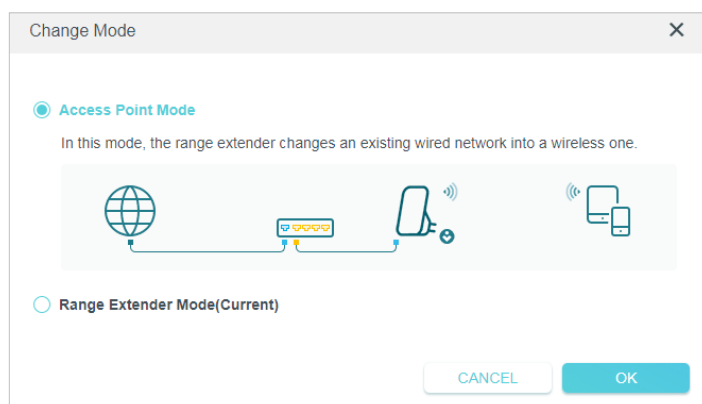 Change Mode
Access Point Mode
In this mode, the range extender changes an existing wired network into a wireless one.
Range Extender Mode(Current)
CANCEL
OK